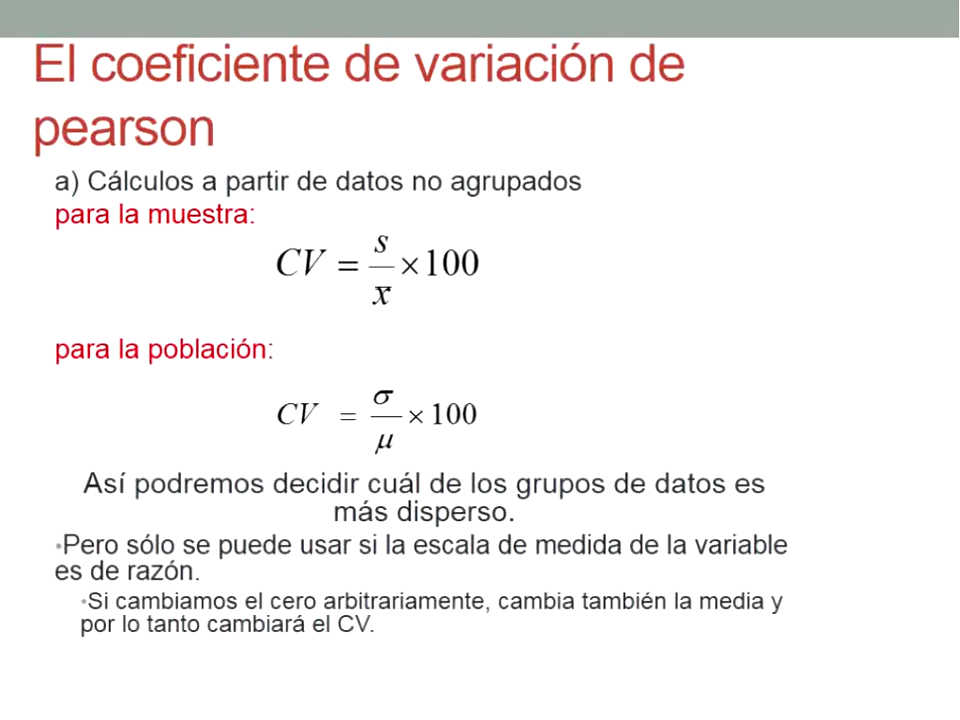 El coeficiente de variación de
pearson
a) Cálculos a partir de datos no agrupados
para la muestra:
CV = s/x̄ ×100
para la población:
CV = σ/μ × 100
Así podremos decidir cuál de los grupos de datos es
más disperso.
•Pero sólo se puede usar si la escala de medida de la variable
es de razón.
•Si cambiamos el cero arbitrariamente, cambia también la media y
por lo tanto cambiará el CV.